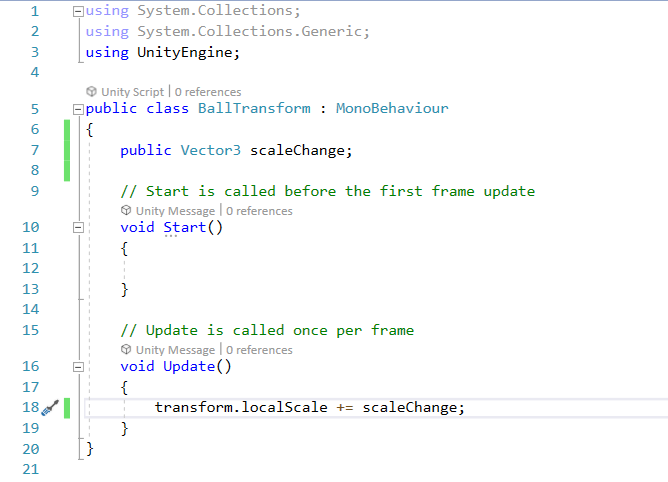 1 using System.Collections;
2 using System.Collections.Generic;
3 using UnityEngine;
4
Unity Script | 0 references
5 public class BallTransform : MonoBehaviour
6 {
7 public Vector3 scaleChange;
8
9 // Start is called before the first frame update
Unity Message | 0 references
10 void Start()
11 {
12
13 }
14
15 // Update is called once per frame
Unity Message | 0 references
16 void Update()
17 {
18 transform.localScale += scaleChange;
19 }
20 }
21